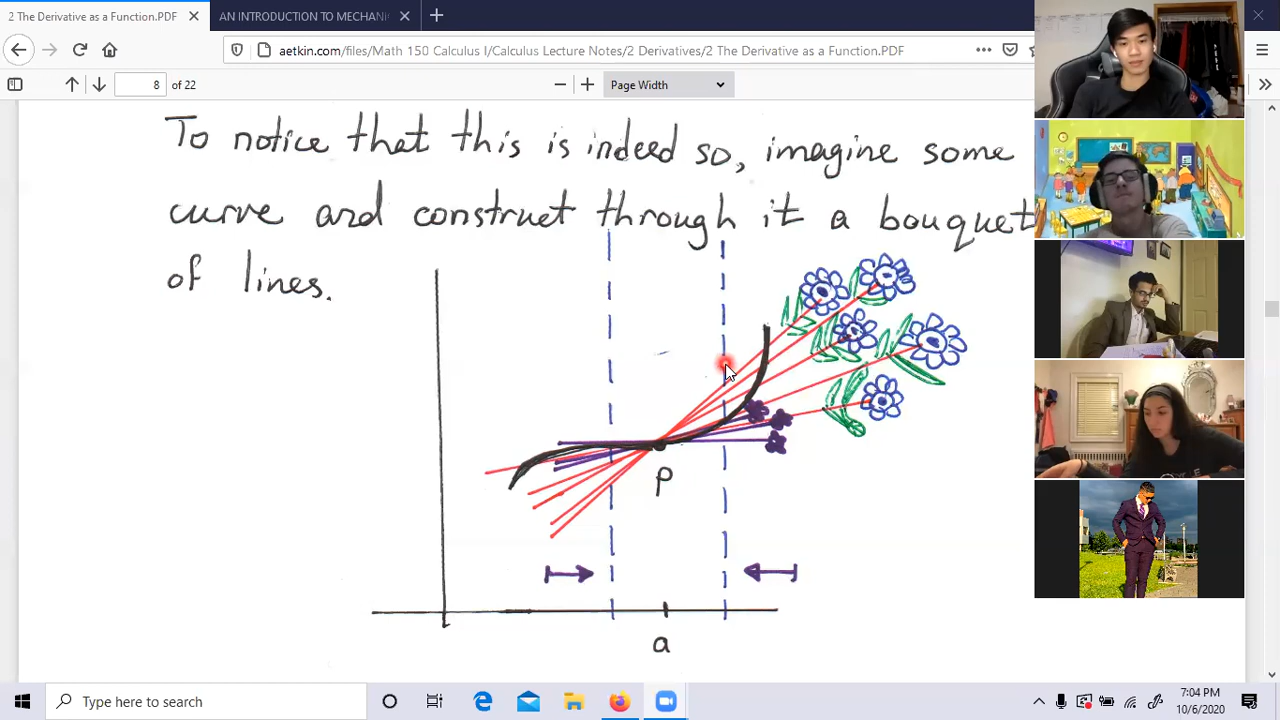 2 The Derivative as a Function.PDF
AN INTRODUCTION TO MECHANI
aetkin.com/files/Math 150 Calculus I/Calculus Lecture Notes/2 Derivatives/2 The Derivative as a Function.PDF
8 of 22
Page Width
To notice that this is indeed so, imagine some
curve and construct through it a bouquet
of lines.
P
a
Type here to search
7:04 PM
10/6/2020